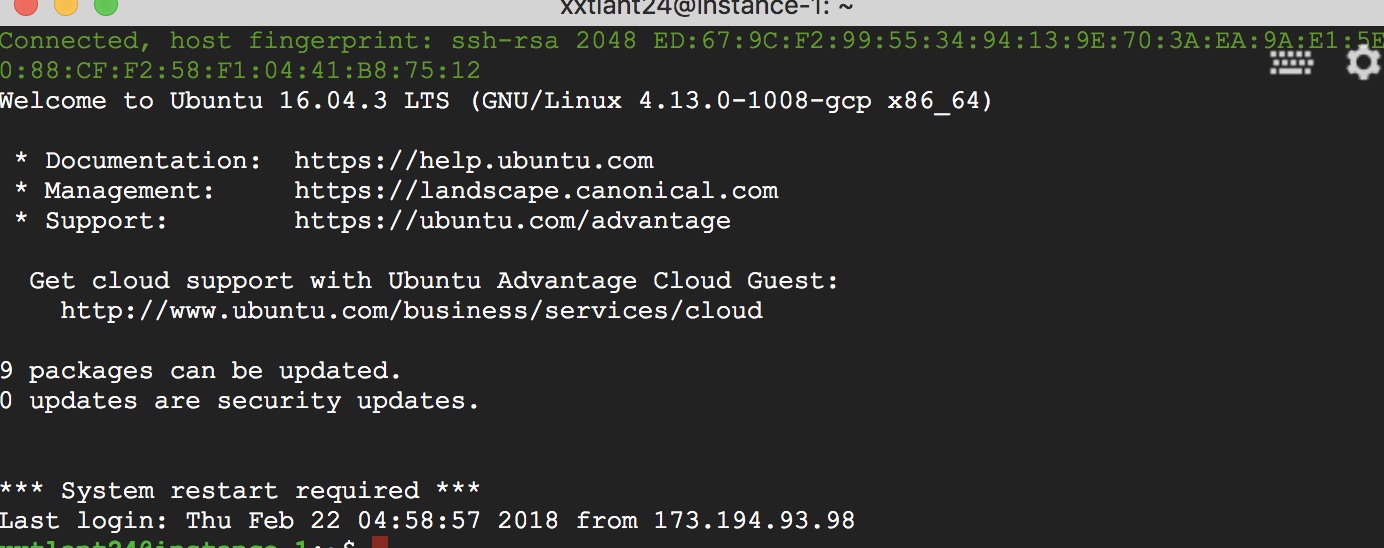 xxtlant24@instance-1: ~
Connected, host fingerprint: ssh-rsa 2048 ED:67:9C:F2:99:55:34:94:13:9E:70:3A:EA:9A:E1:5E
0:88:CF:F2:58:F1:04:41:B8:75:12
Welcome to Ubuntu 16.04.3 LTS (GNU/Linux 4.13.0-1008-gcp x86_64)
* Documentation:  https://help.ubuntu.com
* Management:     https://landscape.canonical.com
* Support:        https://ubuntu.com/advantage
Get cloud support with Ubuntu Advantage Cloud Guest:
http://www.ubuntu.com/business/services/cloud
9 packages can be updated.
0 updates are security updates.
*** System restart required ***
Last login: Thu Feb 22 04:58:57 2018 from 173.194.93.98
xxtlant24@instance-1:~$